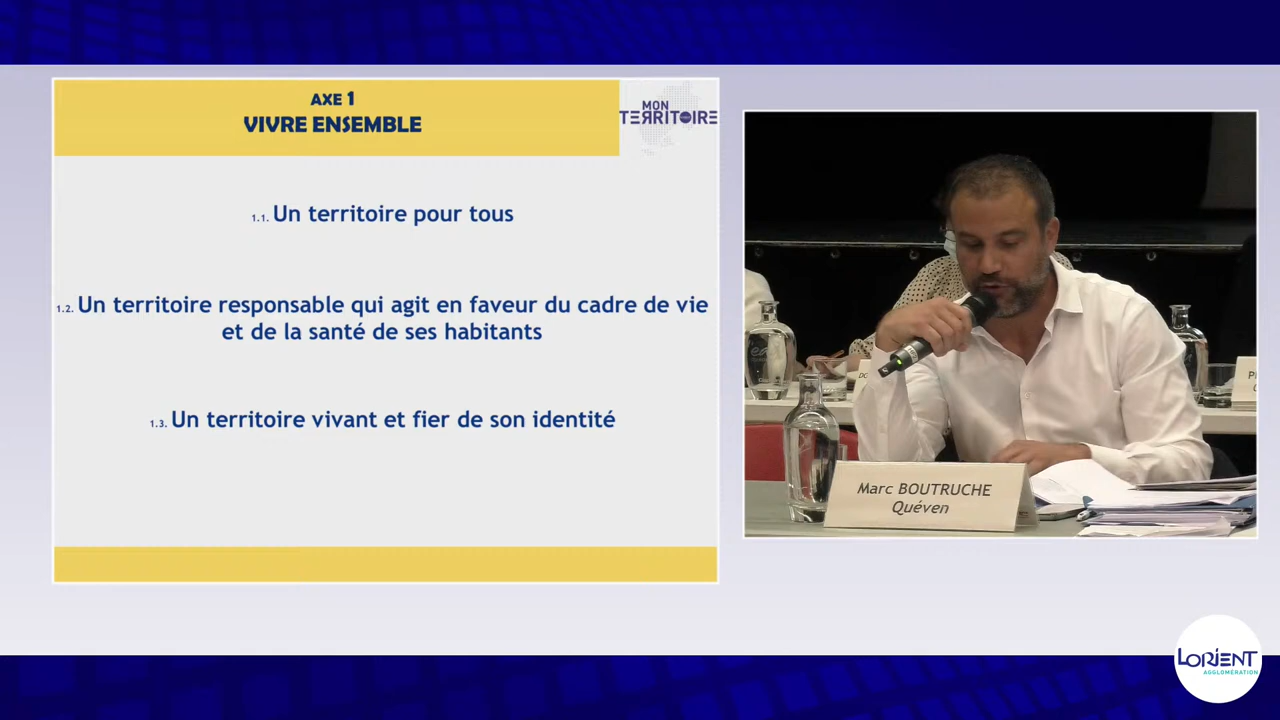 AXE 1
VIVRE ENSEMBLE
MON
TERRITOIRE
1.1. Un territoire pour tous
1.2. Un territoire responsable qui agit en faveur du cadre de vie
et de la santé de ses habitants
1.3. Un territoire vivant et fier de son identité
Marc BOUTRUCHE
Quéven
LORIENT
AGGLOMÉRATION